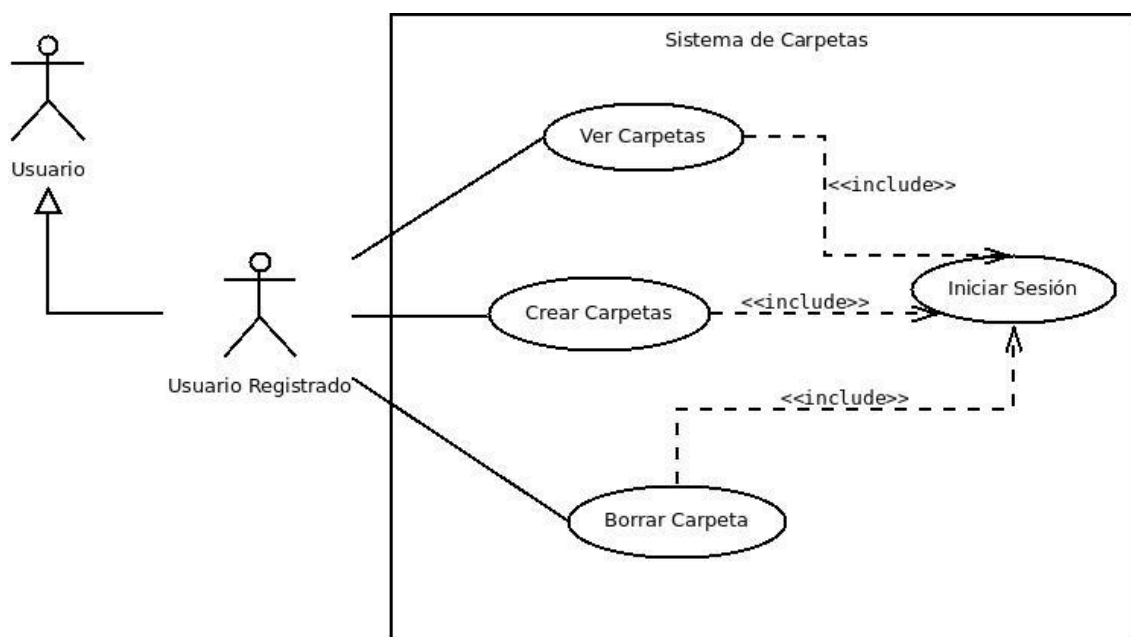 Sistema de Carpetas
Usuario
Ver Carpetas
<<include>>
Usuario Registrado
Crear Carpetas
<<include>>
Iniciar Sesión
<<include>>
Borrar Carpeta